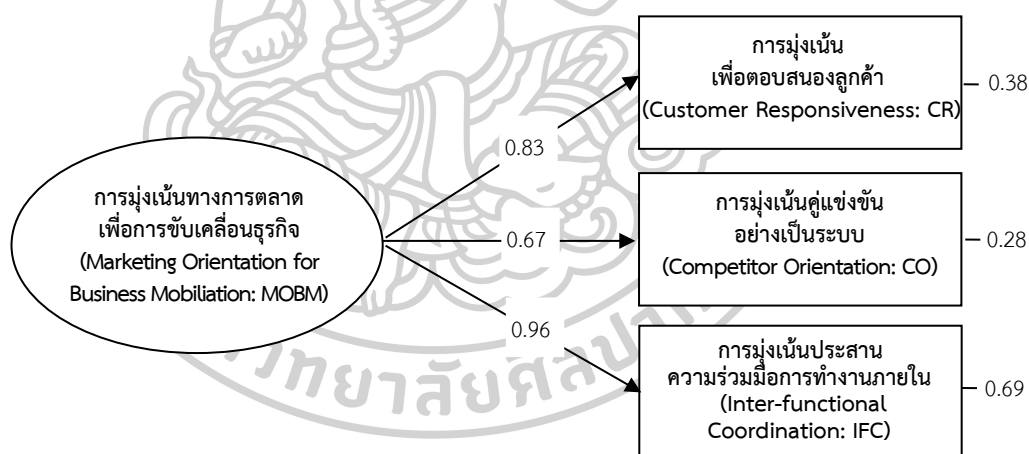 การมุ่งเน้นทางการตลาด
เพื่อการขับเคลื่อนธุรกิจ
(Marketing Orientation for
Business Mobiliation: MOBM)
0.83
0.67
0.96
การมุ่งเน้น
เพื่อตอบสนองลูกค้า
(Customer Responsiveness: CR)
0.38
การมุ่งเน้นคู่แข่งขัน
อย่างเป็นระบบ
(Competitor Orientation: CO)
0.28
การมุ่งเน้นประสาน
ความร่วมมือการทำงานภายใน
(Inter-functional
Coordination: IFC)
0.69